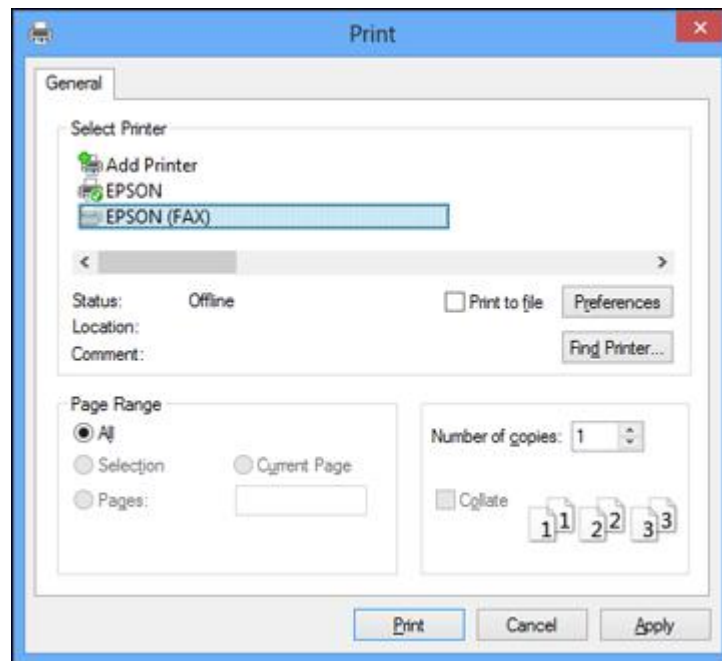 Print
General
Select Printer
Add Printer
EPSON
EPSON (FAX)
Status: Offline
Print to file
Preferences
Location:
Comment:
Find Printer...
Page Range
All
Selection
Current Page
Pages:
Number of copies: 1
Collate
1 1 2 2 3 3
Print
Cancel
Apply